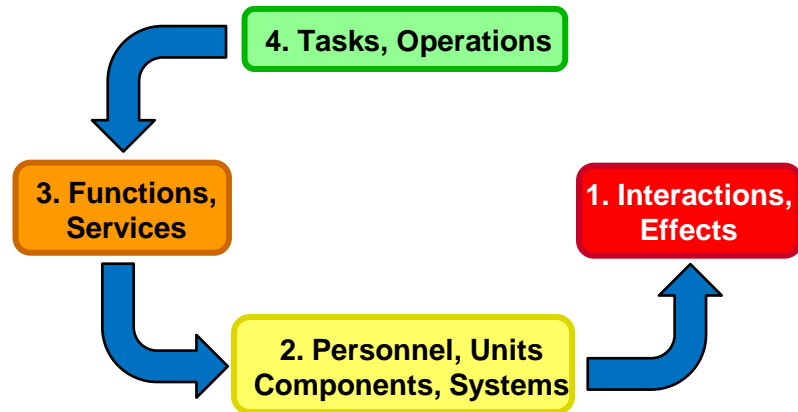 4. Tasks, Operations
3. Functions,
Services
1. Interactions,
Effects
2. Personnel, Units
Components, Systems